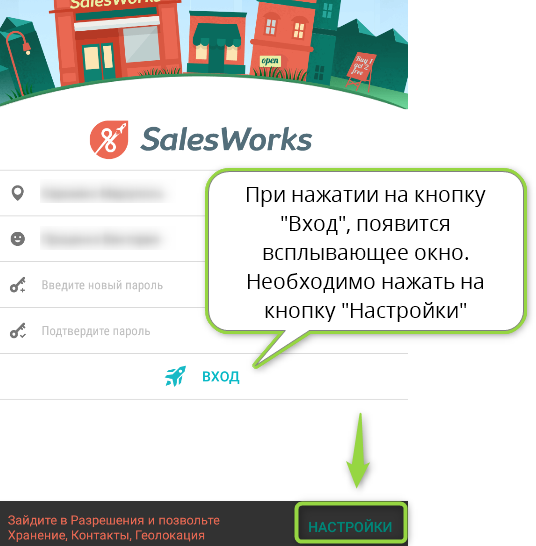 SalesWorks
Buy 1
get 2
free
open
SalesWorks
При нажатии на кнопку
"Вход", появится
всплывающее окно.
Необходимо нажать на
кнопку "Настройки"
Введите новый пароль
Подтвердите пароль
ВХОД
Зайдите в Разрешения и позвольте
Хранение, Контакты, Геолокация
НАСТРОЙКИ